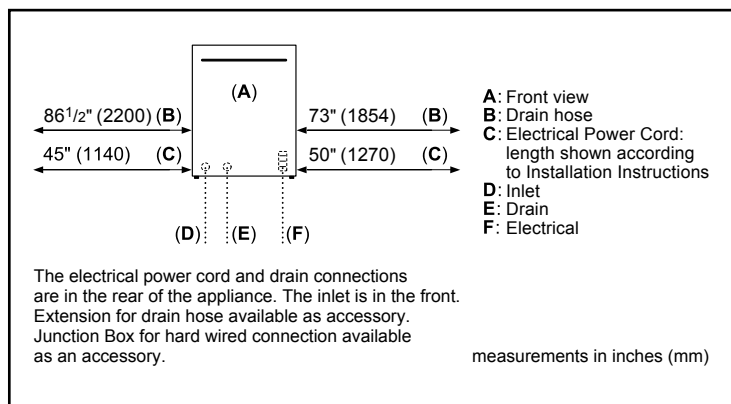 (A)
86 1/2" (2200) (B)
73" (1854) (B)
45" (1140) (C)
50" (1270) (C)
(D) (E) (F)
A: Front view
B: Drain hose
C: Electrical Power Cord:
length shown according
to Installation Instructions
D: Inlet
E: Drain
F: Electrical
The electrical power cord and drain connections
are in the rear of the appliance. The inlet is in the front.
Extension for drain hose available as accessory.
Junction Box for hard wired connection available
as an accessory.
measurements in inches (mm)